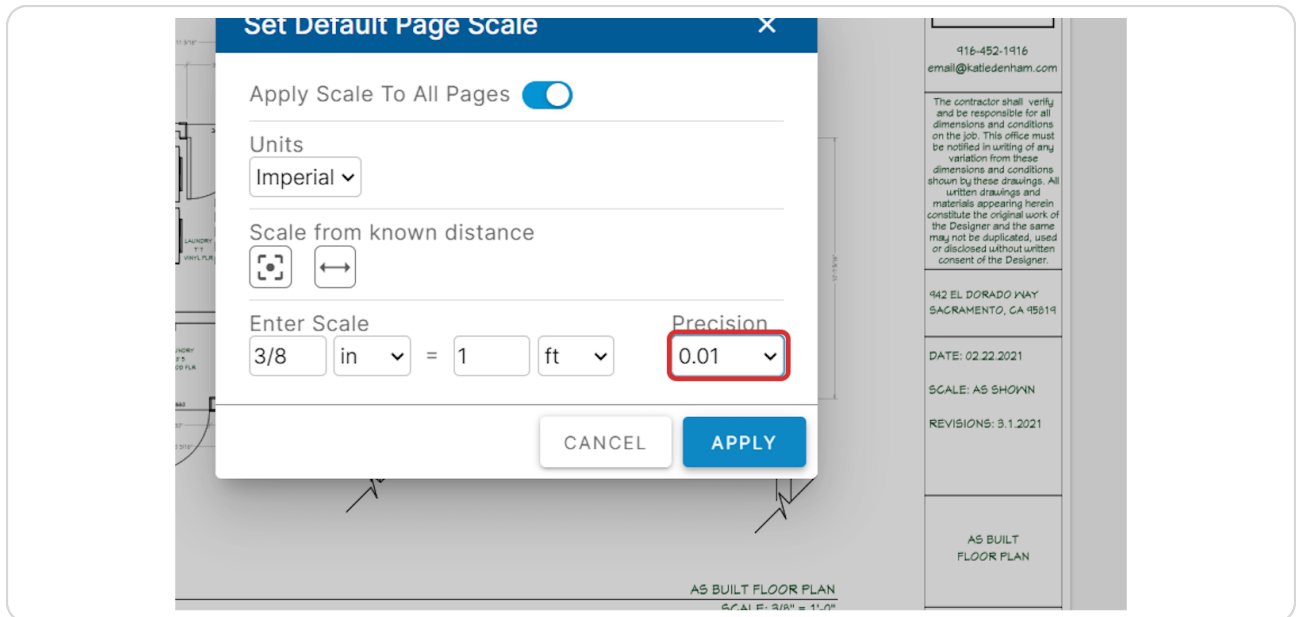 Set Default Page Scale
Apply Scale To All Pages
Units
Imperial
Scale from known distance
Enter Scale
Precision
3/8
in
=
1
ft
0.01
CANCEL
APPLY
LAUNDRY
VINYL FLR
AS BUILT FLOOR PLAN
SCALE: 3/8" = 1'-0"
916-452-1916
email@katiedenham.com
The contractor shall verify
and be responsible for all
dimensions and conditions
on the job. This office must
be notified in writing of any
variation from these
dimensions and conditions
shown by these drawings. All
written drawings and
materials appearing herein
constitute the original work of
the Designer and the same
may not be duplicated, used
or disclosed without written
consent of the Designer.
942 EL DORADO WAY
SACRAMENTO, CA 95819
DATE: 02.22.2021
SCALE: AS SHOWN
REVISIONS: 3.1.2021
AS BUILT
FLOOR PLAN